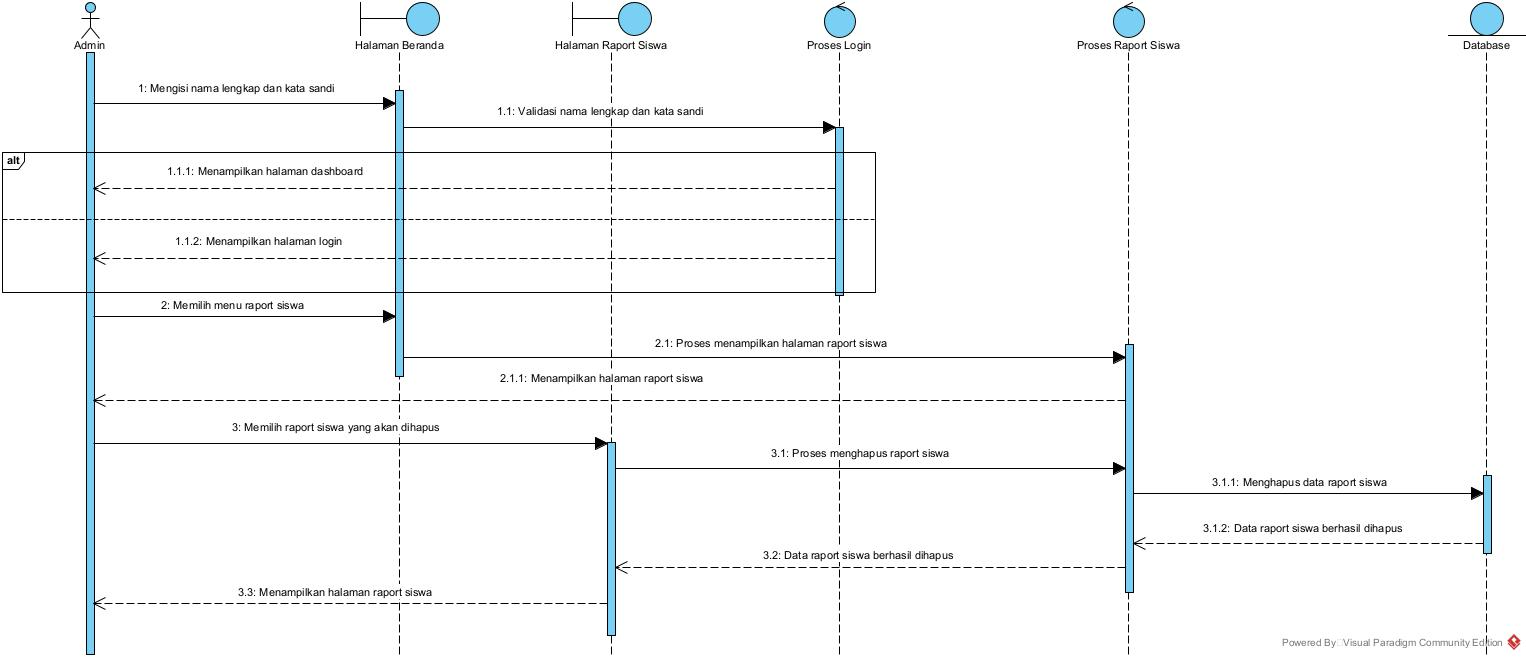 Admin
Halaman Beranda
Halaman Raport Siswa
Proses Login
Proses Raport Siswa
Database
1: Mengisi nama lengkap dan kata sandi
1.1: Validasi nama lengkap dan kata sandi
alt
1.1.1: Menampilkan halaman dashboard
1.1.2: Menampilkan halaman login
2: Memilih menu raport siswa
2.1: Proses menampilkan halaman raport siswa
2.1.1: Menampilkan halaman raport siswa
3: Memilih raport siswa yang akan dihapus
3.1: Proses menghapus raport siswa
3.1.1: Menghapus data raport siswa
3.1.2: Data raport siswa berhasil dihapus
3.2: Data raport siswa berhasil dihapus
3.3: Menampilkan halaman raport siswa
Powered By Visual Paradigm Community Edition